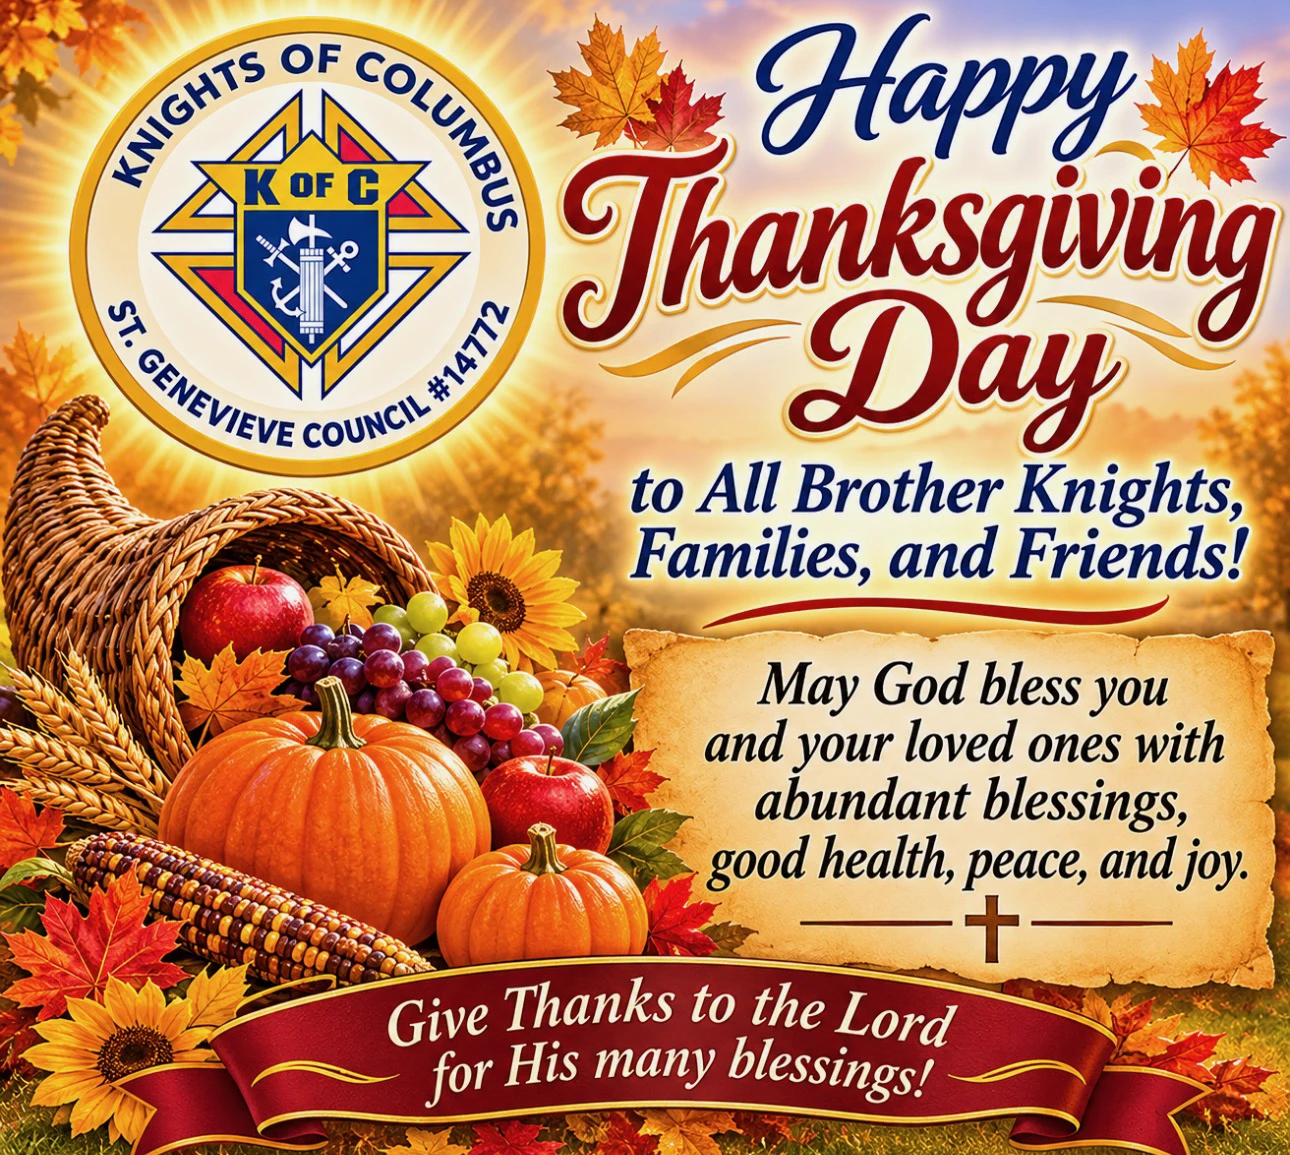 KNIGHTS OF COLUMBUS
K OF C
ST. GENEVIEVE COUNCIL #14772
Happy
Thanksgiving
Day
to All Brother Knights,
Families, and Friends!
May God bless you
and your loved ones with
abundant blessings,
good health, peace, and joy.
Give Thanks to the Lord
for His many blessings!